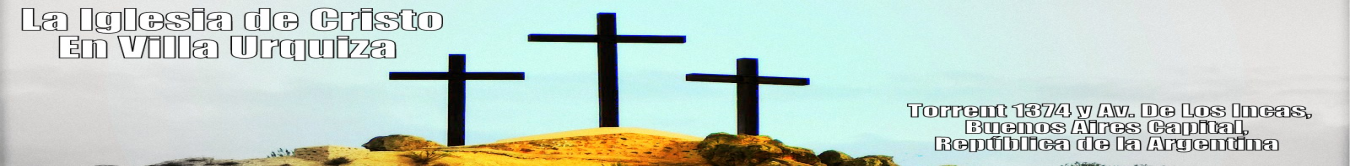 La Iglesia de Cristo
En Villa Urquiza
Torrent 1374 y Av. De Los Incas,
Buenos Aires Capital,
República de la Argentina